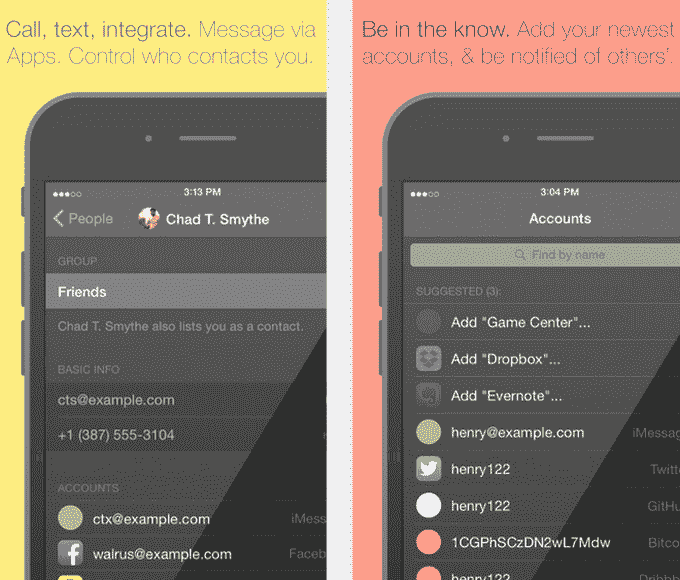 Call, text, integrate. Message via
Apps. Control who contacts you.
3:13 PM
People
Chad T. Smythe
GROUP
Friends
Chad T. Smythe also lists you as a contact.
BASIC INFO
cts@example.com
+1 (387) 555-3104
ACCOUNTS
ctx@example.com iMess
walrus@example.com Faceb
Be in the know. Add your newest
accounts, & be notified of others'.
3:04 PM
Accounts
Find by name
SUGGESTED (3):
Add "Game Center"...
Add "Dropbox"...
Add "Evernote"...
henry@example.com iMessag
henry122 Twitt
henry122 GitHu
1CGPhSCzDN2wL7Mdw Bitco
henry122 Dribbb